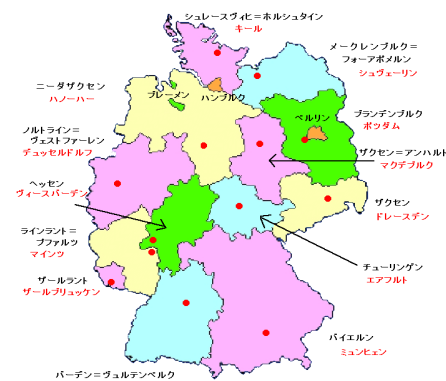 シュレースヴィヒ=ホルシュタイン
キール
メークレンブルク=
フォーアポメルン
シュヴェーリン
ニーダザクセン
ハノーハー
ブレーメン
ハンブルク
ベルリン
ブランデンブルク
ポッダム
ノルトライン=
ヴェストファーレン
デュッセルドルフ
ザクセン=アンハルト
マクデブルク
ヘッセン
ヴィースバーデン
ザクセン
ドレースデン
ラインラント=
プファルツ
マインツ
チューリンゲン
エアフルト
ザールラント
ザールブリュッケン
バイエルン
ミュンヒェン
バーデン=ヴュルテンベルク